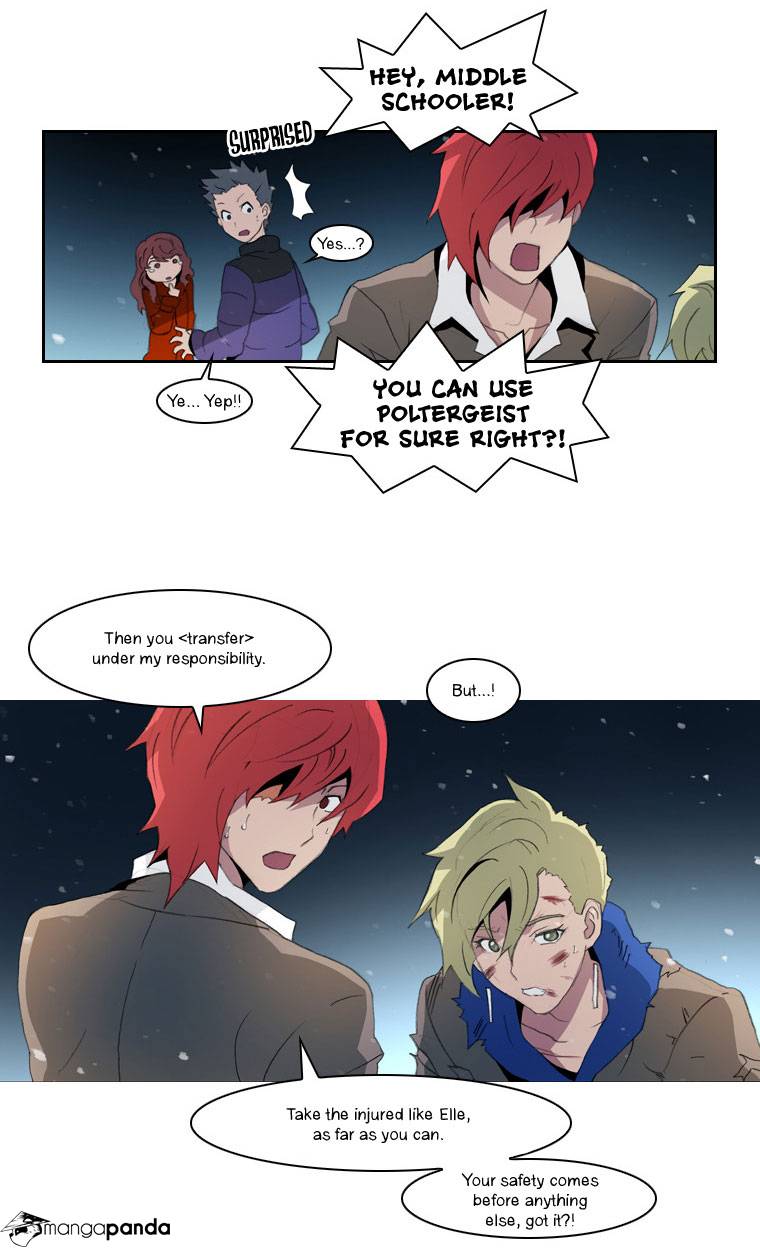 HEY, MIDDLE
SCHOOLER!
SURPRISED
Yes...?
Ye... Yep!!
YOU CAN USE
POLTERGEIST
FOR SURE RIGHT?!
Then you <transfer>
under my responsibility.
But...!
Take the injured like Elle,
as far as you can.
Your safety comes
before anything
else, got it?!
mangapanda